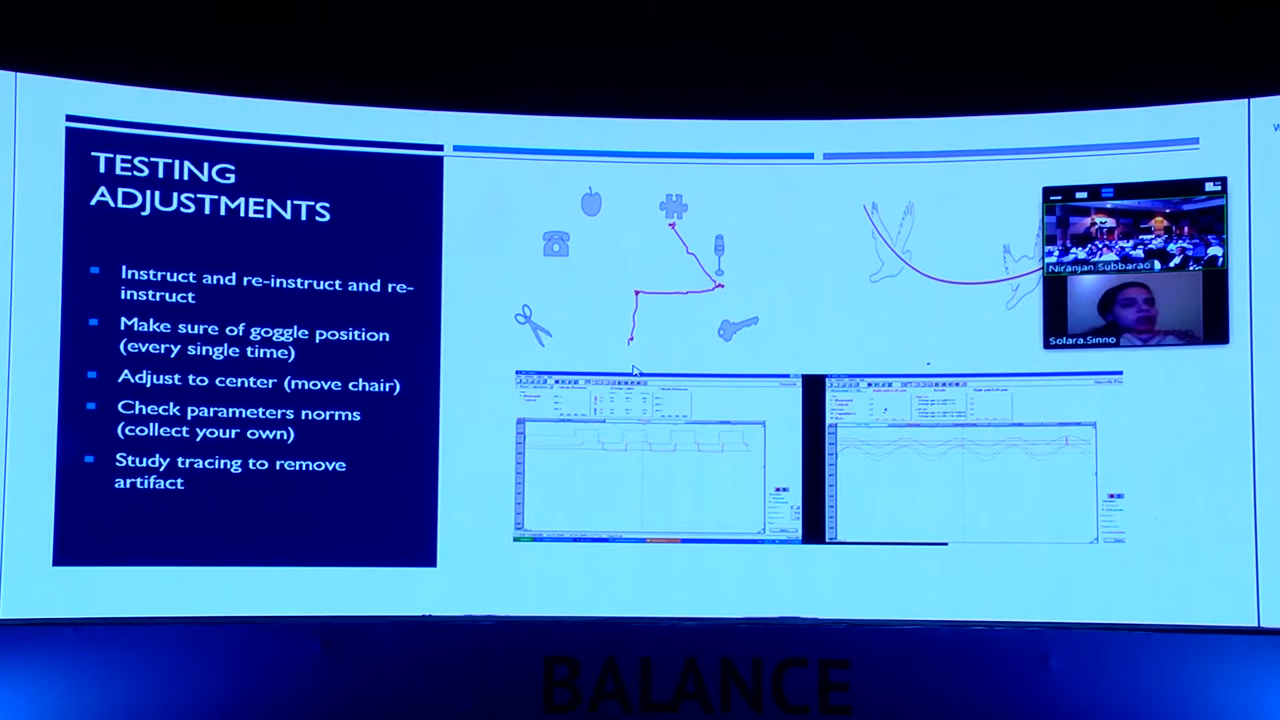 TESTING
ADJUSTMENTS
Instruct and re-instruct and re-
instruct
Make sure of goggle position
(every single time)
Adjust to center (move chair)
Check parameters norms
(collect your own)
Study tracing to remove
artifact
Niranjan Subbarao
Solara.Sinno
BALANCE